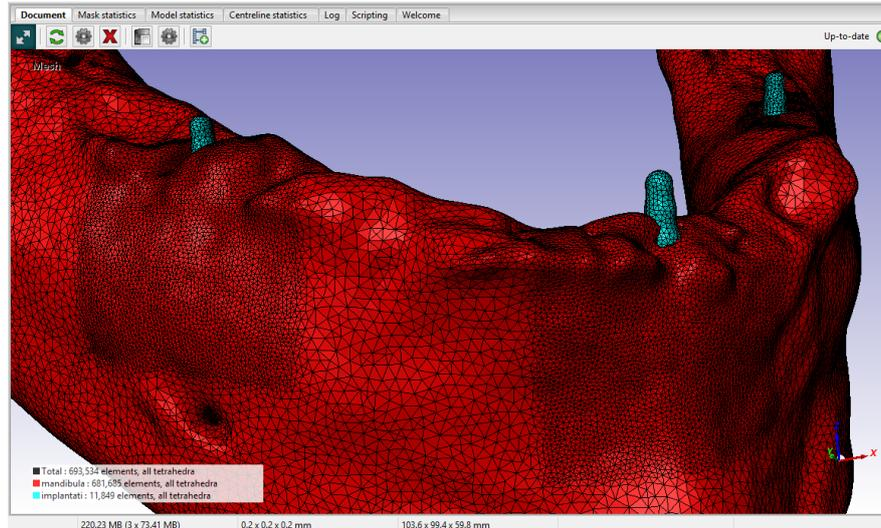 Document Mask statistics Model statistics Centreline statistics Log Scripting Welcome
Up-to-date
Mesh
Total : 693,534 elements, all tetrahedra
mandibula : 681,685 elements, all tetrahedra
implantati : 11,849 elements, all tetrahedra
Y X
220.23 MB (3 x 73.41 MB) 0.2 x 0.2 x 0.2 mm 103.6 x 99.4 x 59.8 mm